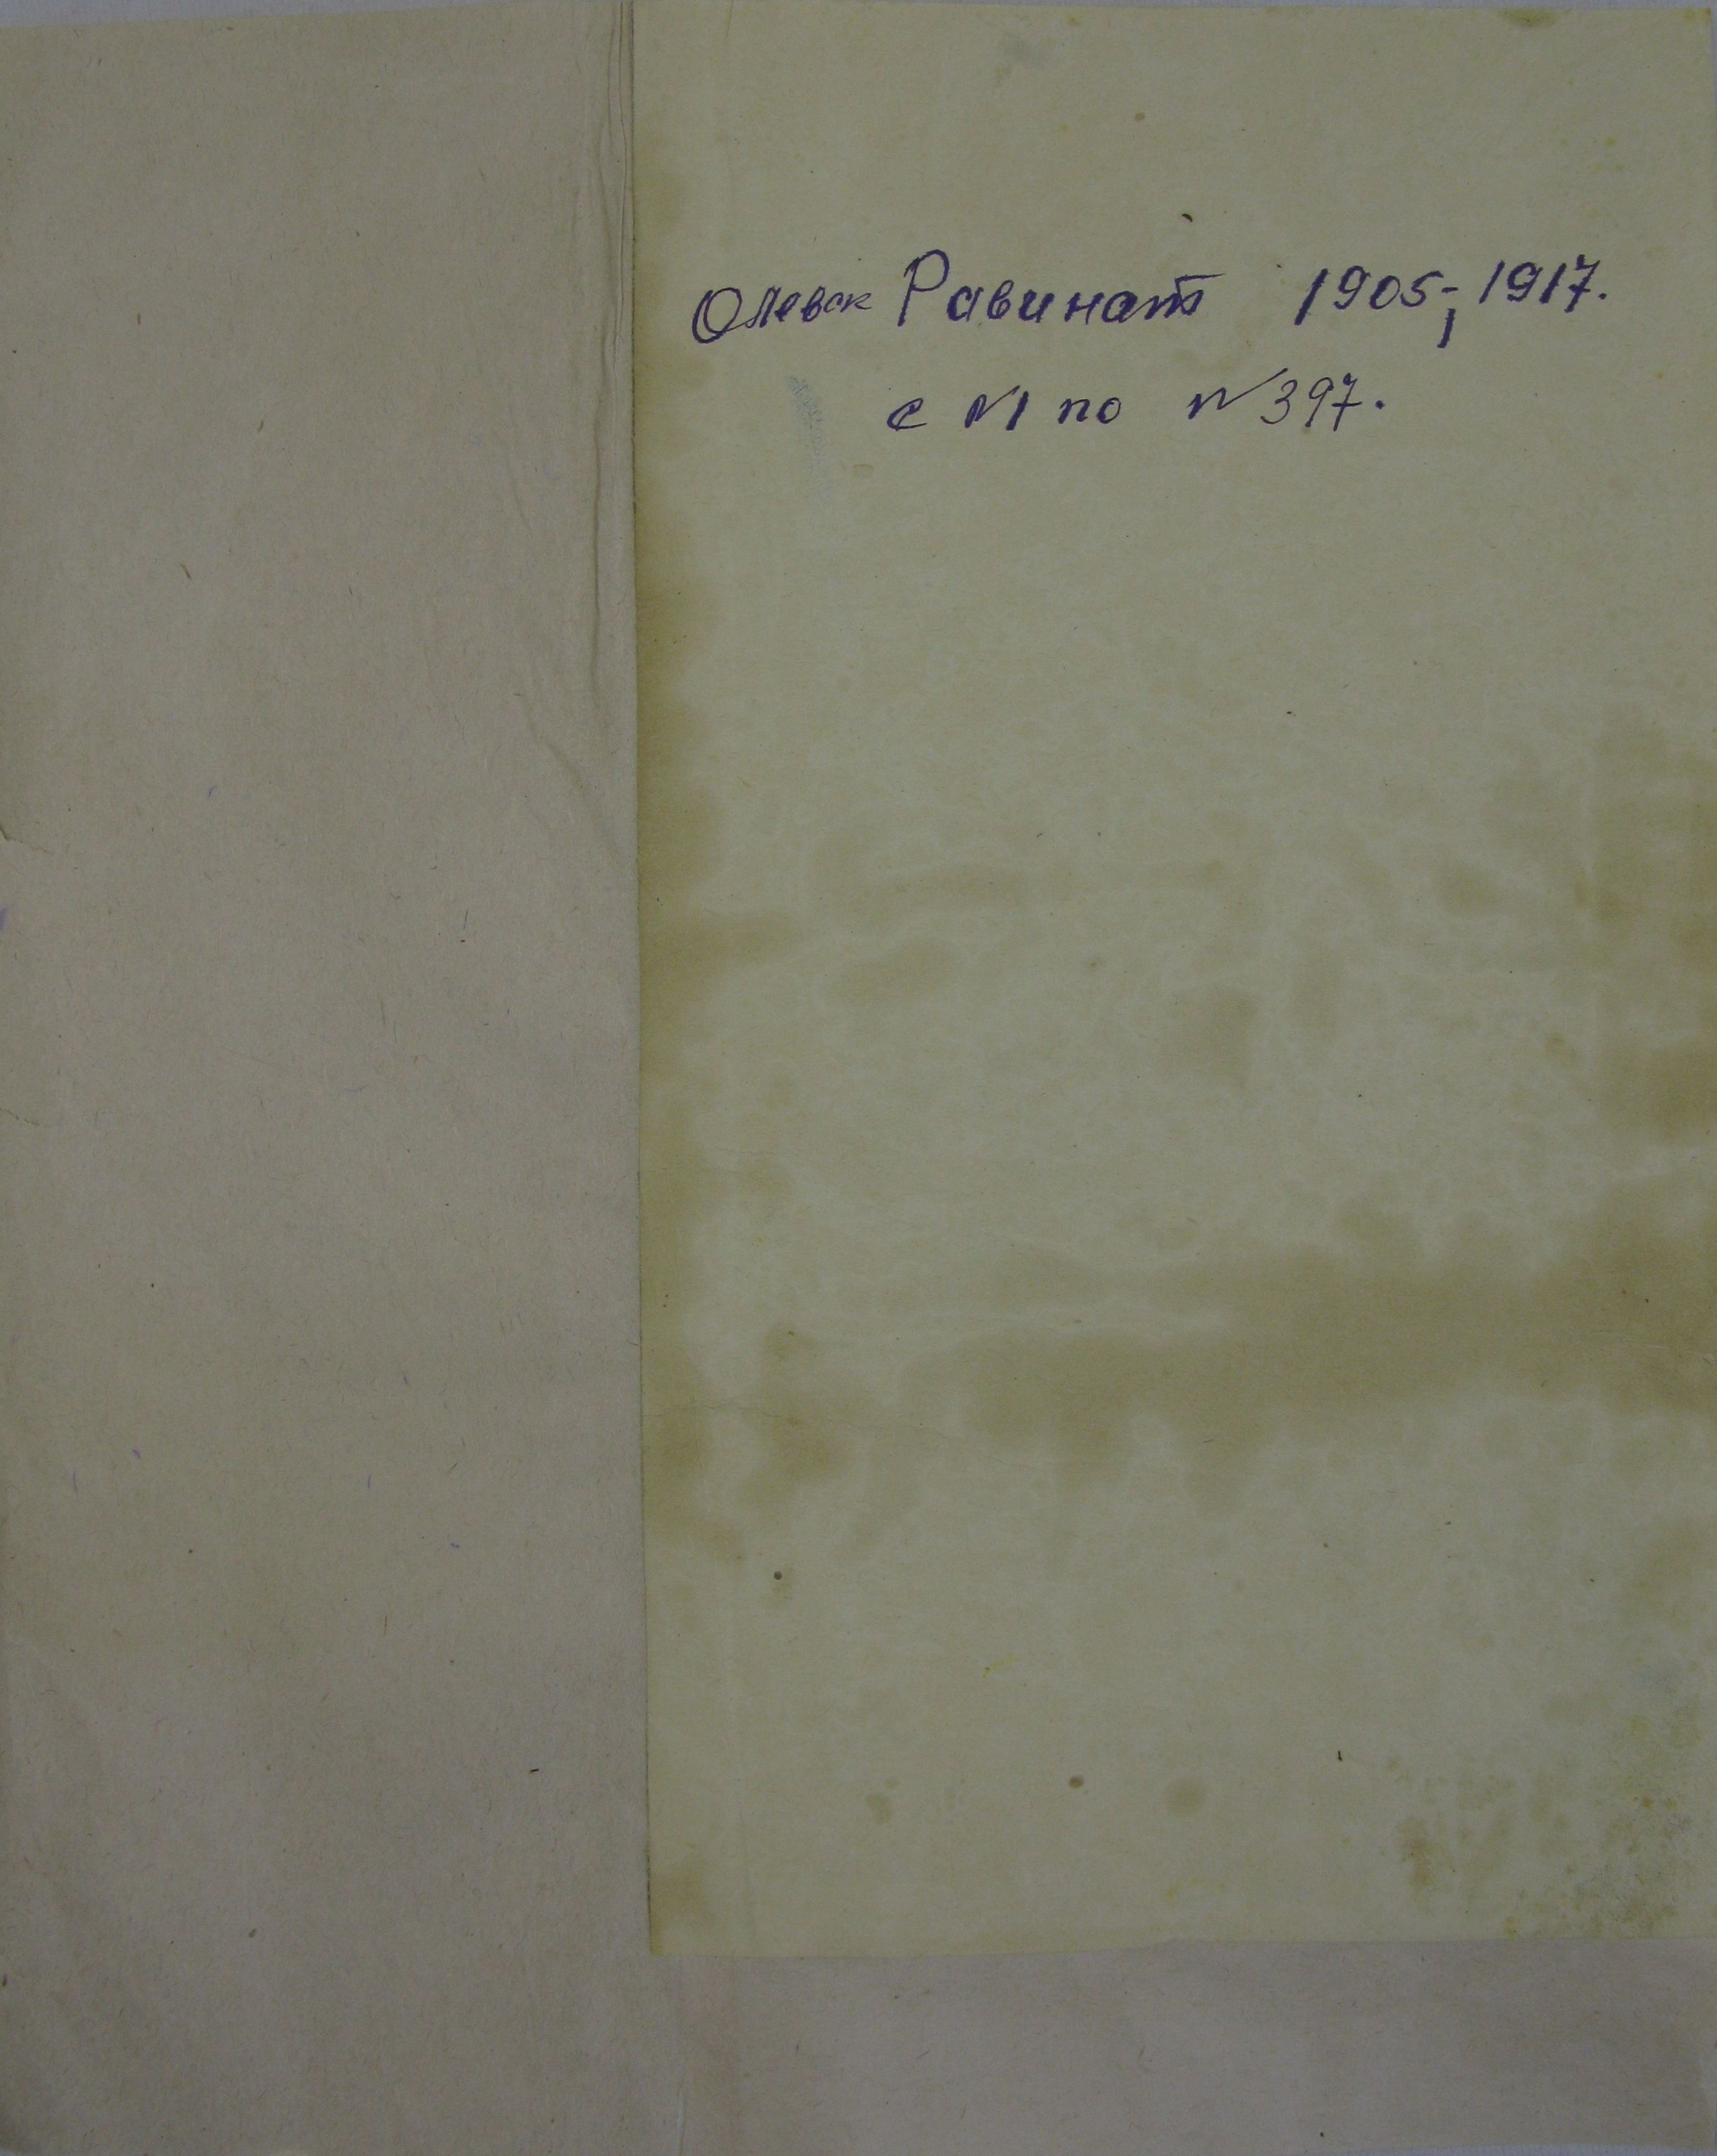 Олевск Равинат 1905-1917.
с №1 по №397.